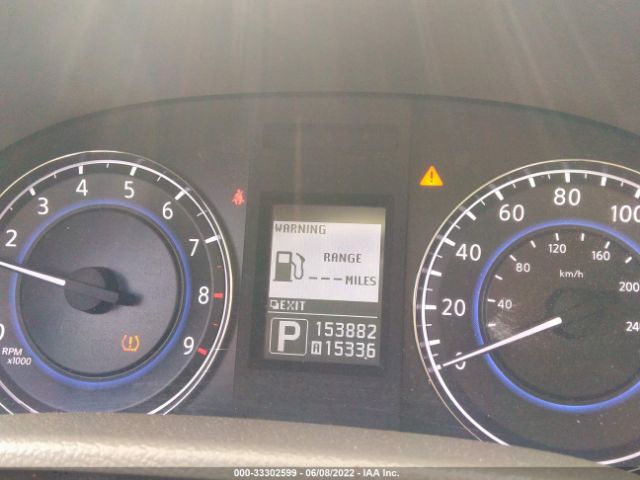 2 3 4 5 6 7 8 9
RPM
x1000
WARNING
RANGE
---MILES
EXIT
P 153882
A 15336
0 20 40 60 80 100
40 80 120 160 200 240
km/h
000-33302599 - 06/08/2022 - IAA Inc.